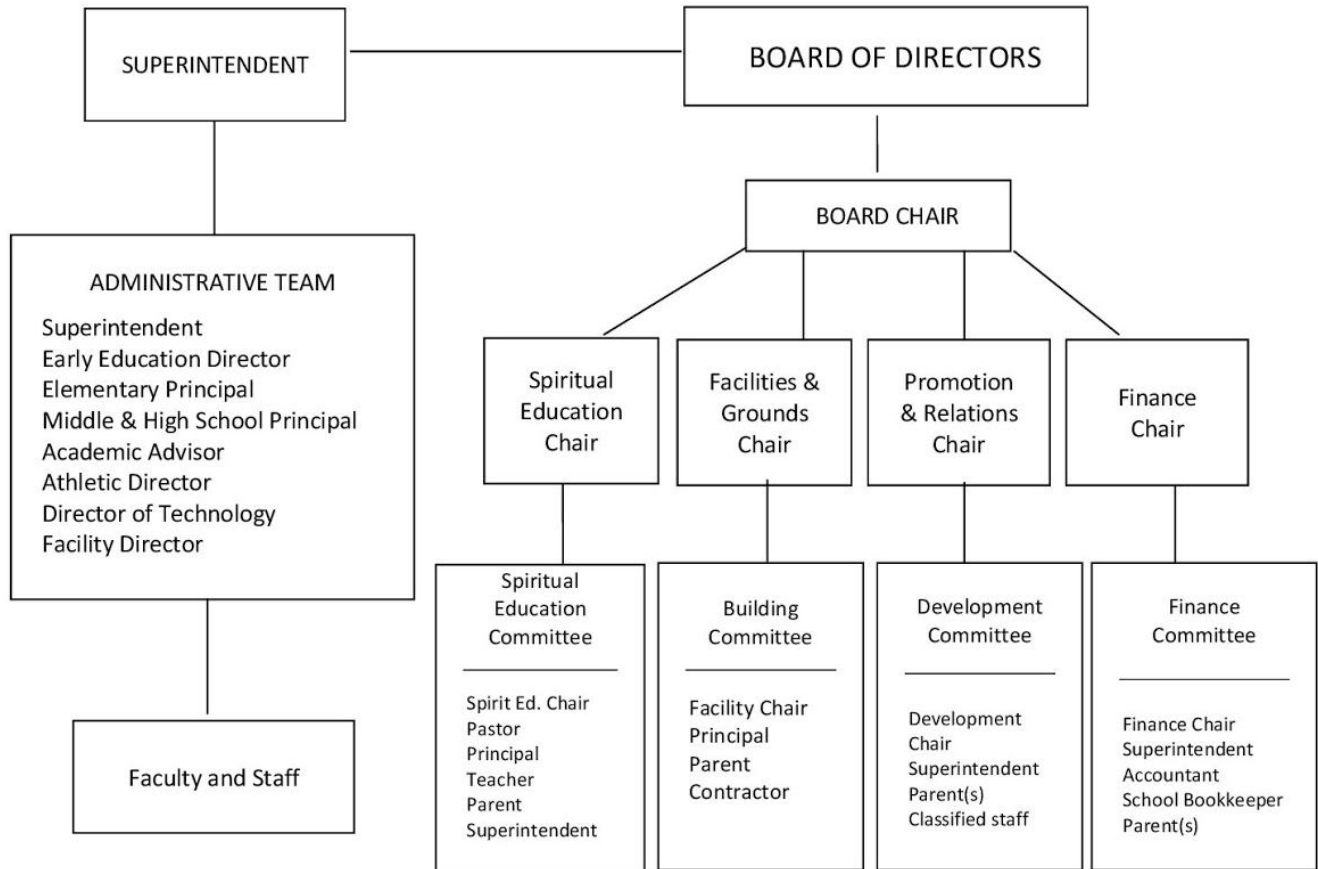 SUPERINTENDENT
BOARD OF DIRECTORS
BOARD CHAIR
ADMINISTRATIVE TEAM
Superintendent
Early Education Director
Elementary Principal
Middle & High School Principal
Academic Advisor
Athletic Director
Director of Technology
Facility Director
Faculty and Staff
Spiritual
Education
Chair
Facilities &
Grounds
Chair
Promotion
& Relations
Chair
Finance
Chair
Spiritual
Education
Committee
Spirit Ed. Chair
Pastor
Principal
Teacher
Parent
Superintendent
Building
Committee
Facility Chair
Principal
Parent
Contractor
Development
Committee
Development
Chair
Superintendent
Parent(s)
Classified staff
Finance
Committee
Finance Chair
Superintendent
Accountant
School Bookkeeper
Parent(s)